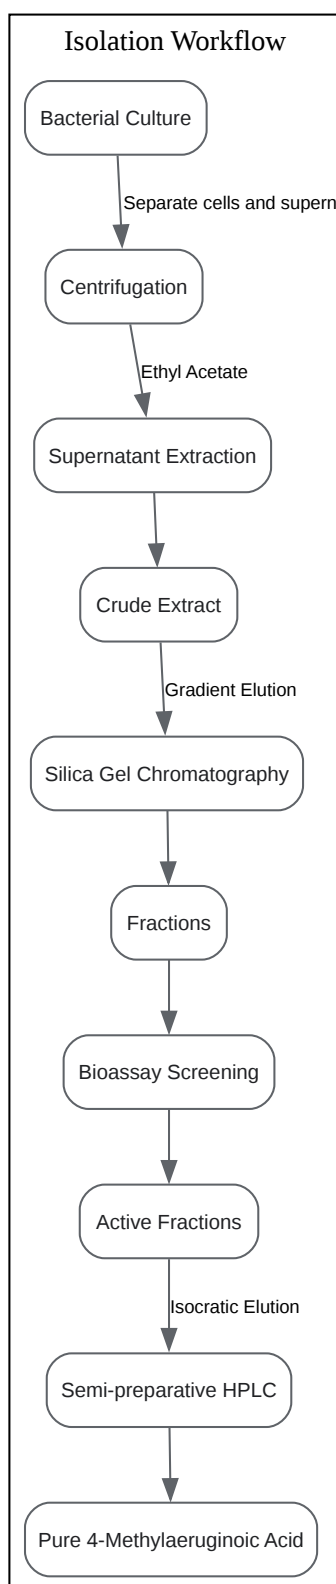 Isolation Workflow
Bacterial Culture
Separate cells and supern
Centrifugation
Ethyl Acetate
Supernatant Extraction
Crude Extract
Gradient Elution
Silica Gel Chromatography
Fractions
Bioassay Screening
Active Fractions
Isocratic Elution
Semi-preparative HPLC
Pure 4-Methylaeruginoic Acid